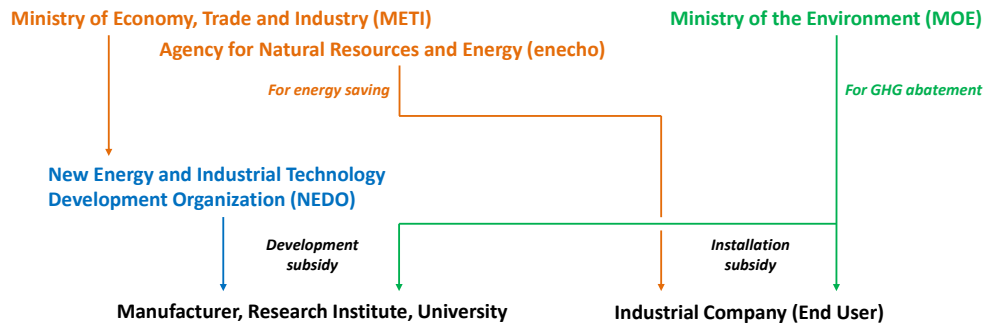 Ministry of Economy, Trade and Industry (METI)
Ministry of the Environment (MOE)
Agency for Natural Resources and Energy (enecho)
For energy saving
For GHG abatement
New Energy and Industrial Technology
Development Organization (NEDO)
Development
subsidy
Installation
subsidy
Manufacturer, Research Institute, University
Industrial Company (End User)